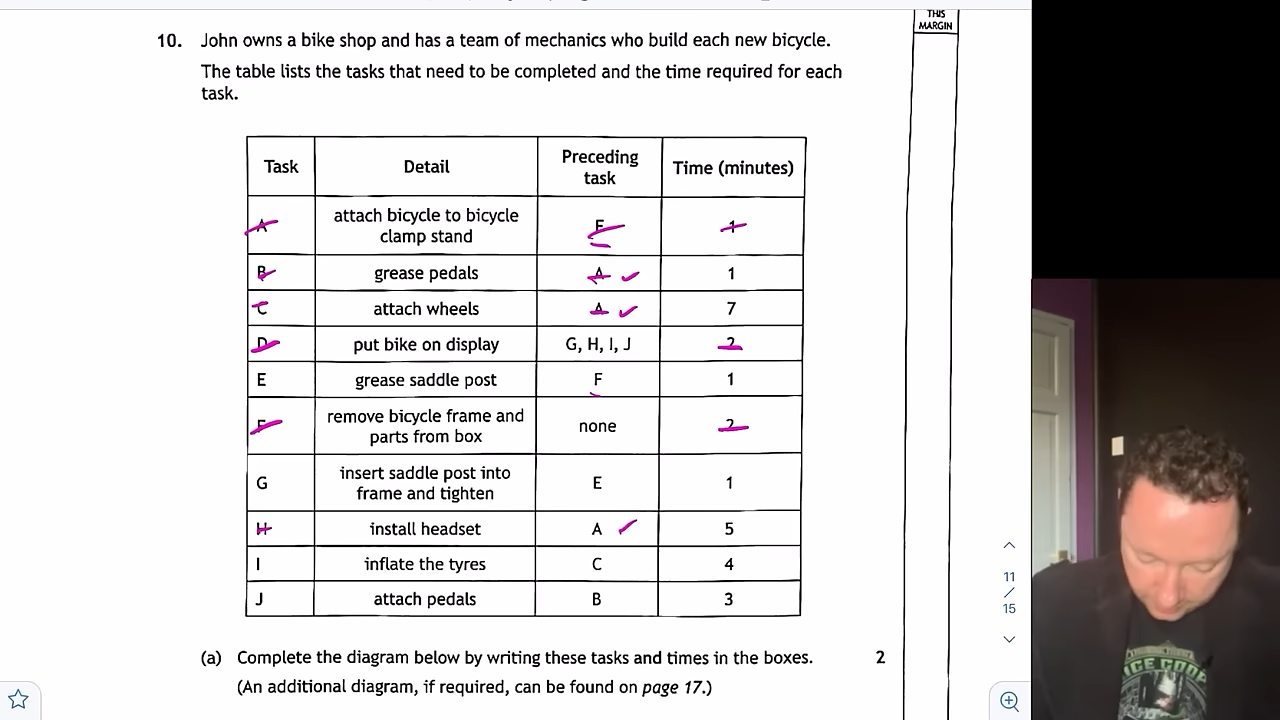 THIS
MARGIN
10. John owns a bike shop and has a team of mechanics who build each new bicycle.
The table lists the tasks that need to be completed and the time required for each
task.
Task Detail Preceding task Time (minutes)
A attach bicycle to bicycle clamp stand F 1
B grease pedals A 1
C attach wheels A 7
D put bike on display G, H, I, J 2
E grease saddle post F 1
F remove bicycle frame and parts from box none 2
G insert saddle post into frame and tighten E 1
H install headset A 5
I inflate the tyres C 4
J attach pedals B 3
(a) Complete the diagram below by writing these tasks and times in the boxes. 2
(An additional diagram, if required, can be found on page 17.)
11
/
15